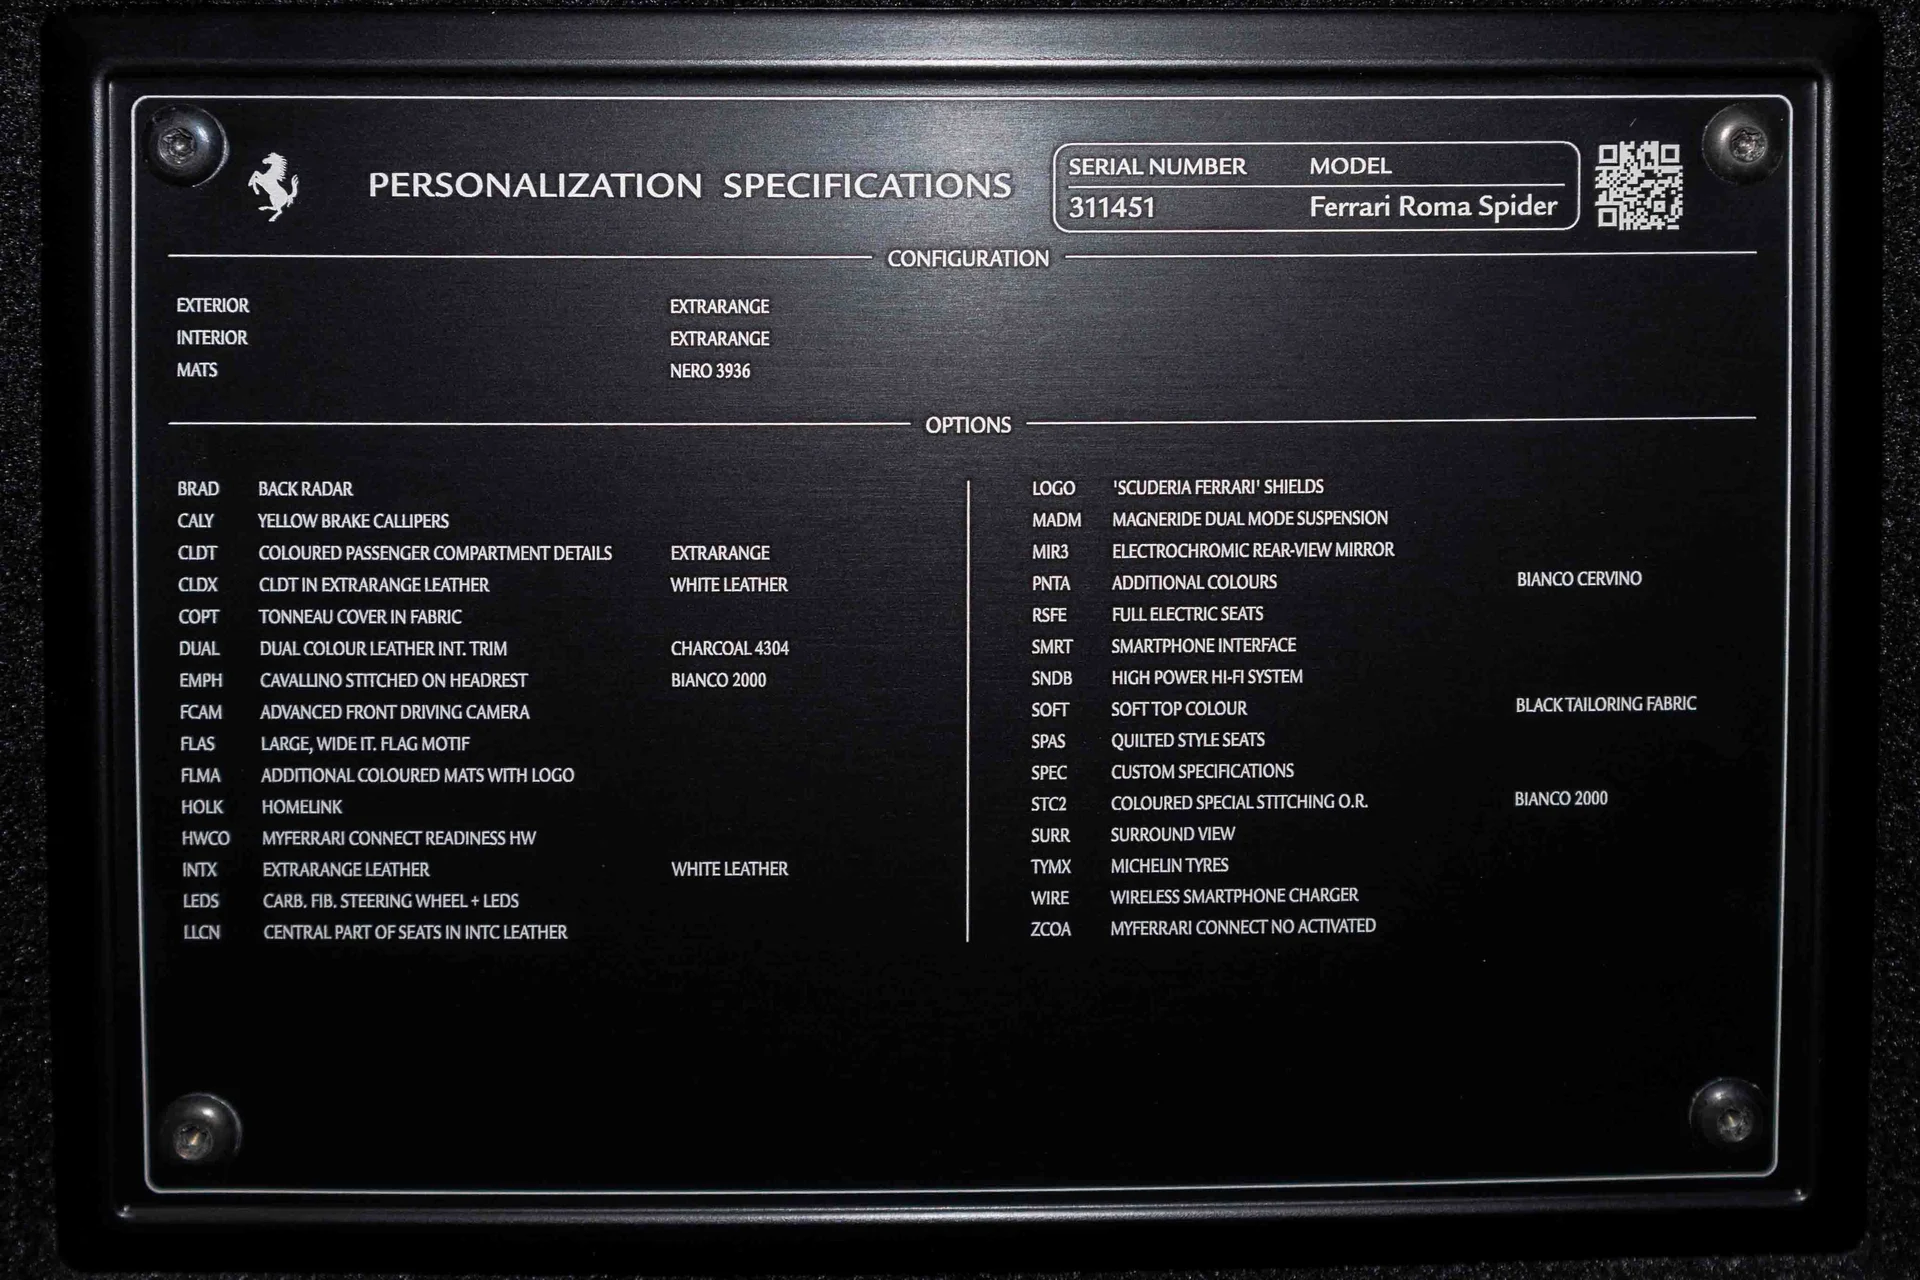 PERSONALIZATION SPECIFICATIONS
SERIAL NUMBER MODEL
311451 Ferrari Roma Spider
CONFIGURATION
EXTERIOR EXTRARANGE
INTERIOR EXTRARANGE
MATS NERO 3936
OPTIONS
BRAD BACK RADAR
CALY YELLOW BRAKE CALLIPERS
CLDT COLOURED PASSENGER COMPARTMENT DETAILS EXTRARANGE
CLDX CLDT IN EXTRARANGE LEATHER WHITE LEATHER
COPT TONNEAU COVER IN FABRIC
DUAL DUAL COLOUR LEATHER INT. TRIM CHARCOAL 4304
EMPH CAVALLINO STITCHED ON HEADREST BIANCO 2000
FCAM ADVANCED FRONT DRIVING CAMERA
FLAS LARGE, WIDE IT. FLAG MOTIF
FLMA ADDITIONAL COLOURED MATS WITH LOGO
HOLK HOMELINK
HWCO MYFERRARI CONNECT READINESS HW
INTX EXTRARANGE LEATHER WHITE LEATHER
LEDS CARB. FIB. STEERING WHEEL + LEDS
LLCN CENTRAL PART OF SEATS IN INTC LEATHER
LOGO 'SCUDERIA FERRARI' SHIELDS
MADM MAGNERIDE DUAL MODE SUSPENSION
MIR3 ELECTROCHROMIC REAR-VIEW MIRROR
PNTA ADDITIONAL COLOURS BIANCO CERVINO
RSFE FULL ELECTRIC SEATS
SMRT SMARTPHONE INTERFACE
SNDB HIGH POWER HI-FI SYSTEM
SOFT SOFT TOP COLOUR BLACK TAILORING FABRIC
SPAS QUILTED STYLE SEATS
SPEC CUSTOM SPECIFICATIONS
STC2 COLOURED SPECIAL STITCHING O.R. BIANCO 2000
SURR SURROUND VIEW
TYMX MICHELIN TYRES
WIRE WIRELESS SMARTPHONE CHARGER
ZCOA MYFERRARI CONNECT NO ACTIVATED